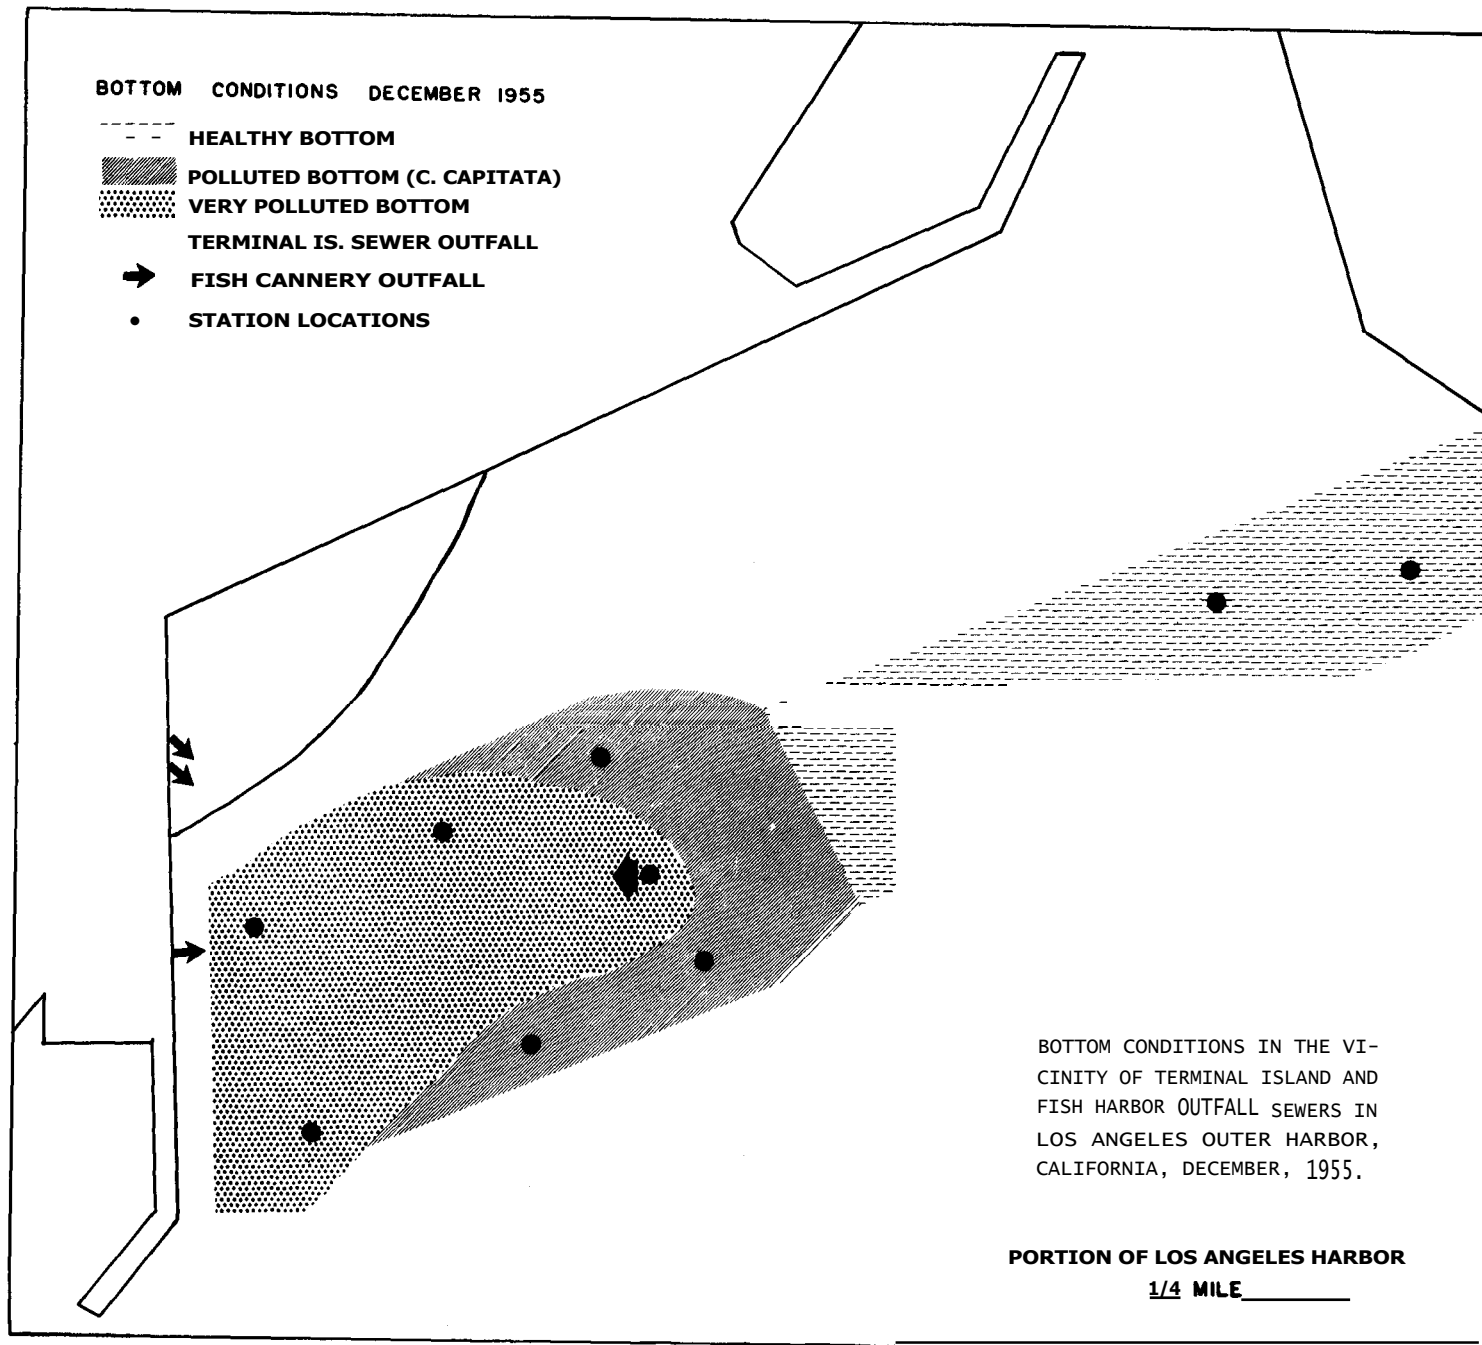 BOTTOM CONDITIONS DECEMBER 1955
HEALTHY BOTTOM
POLLUTED BOTTOM (C. CAPITATA)
VERY POLLUTED BOTTOM
TERMINAL IS. SEWER OUTFALL
FISH CANNERY OUTFALL
STATION LOCATIONS
BOTTOM CONDITIONS IN THE VI-
CINITY OF TERMINAL ISLAND AND
FISH HARBOR OUTFALL SEWERS IN
LOS ANGELES OUTER HARBOR,
CALIFORNIA, DECEMBER, 1955.
PORTION OF LOS ANGELES HARBOR
1/4 MILE